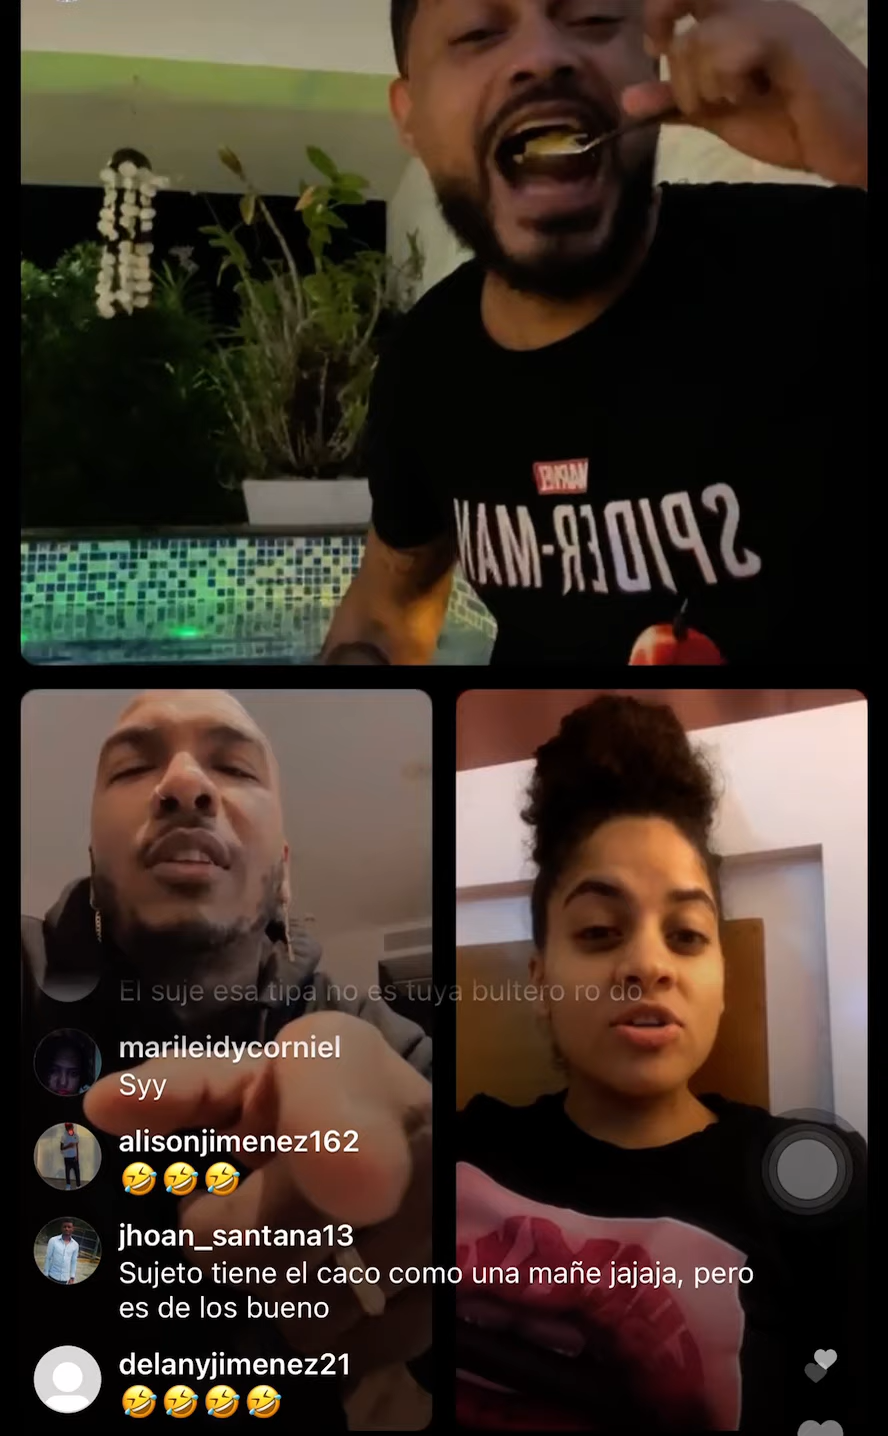 MARVEL
SPIDER-MAN
El suje esa tipa no es tuya bultero ro do
marileidycorniel
Syy
alisonjimenez162
🤣🤣🤣
jhoan_santana13
Sujeto tiene el caco como una mañe jajaja, pero
es de los bueno
delanyjimenez21
🤣🤣🤣🤣